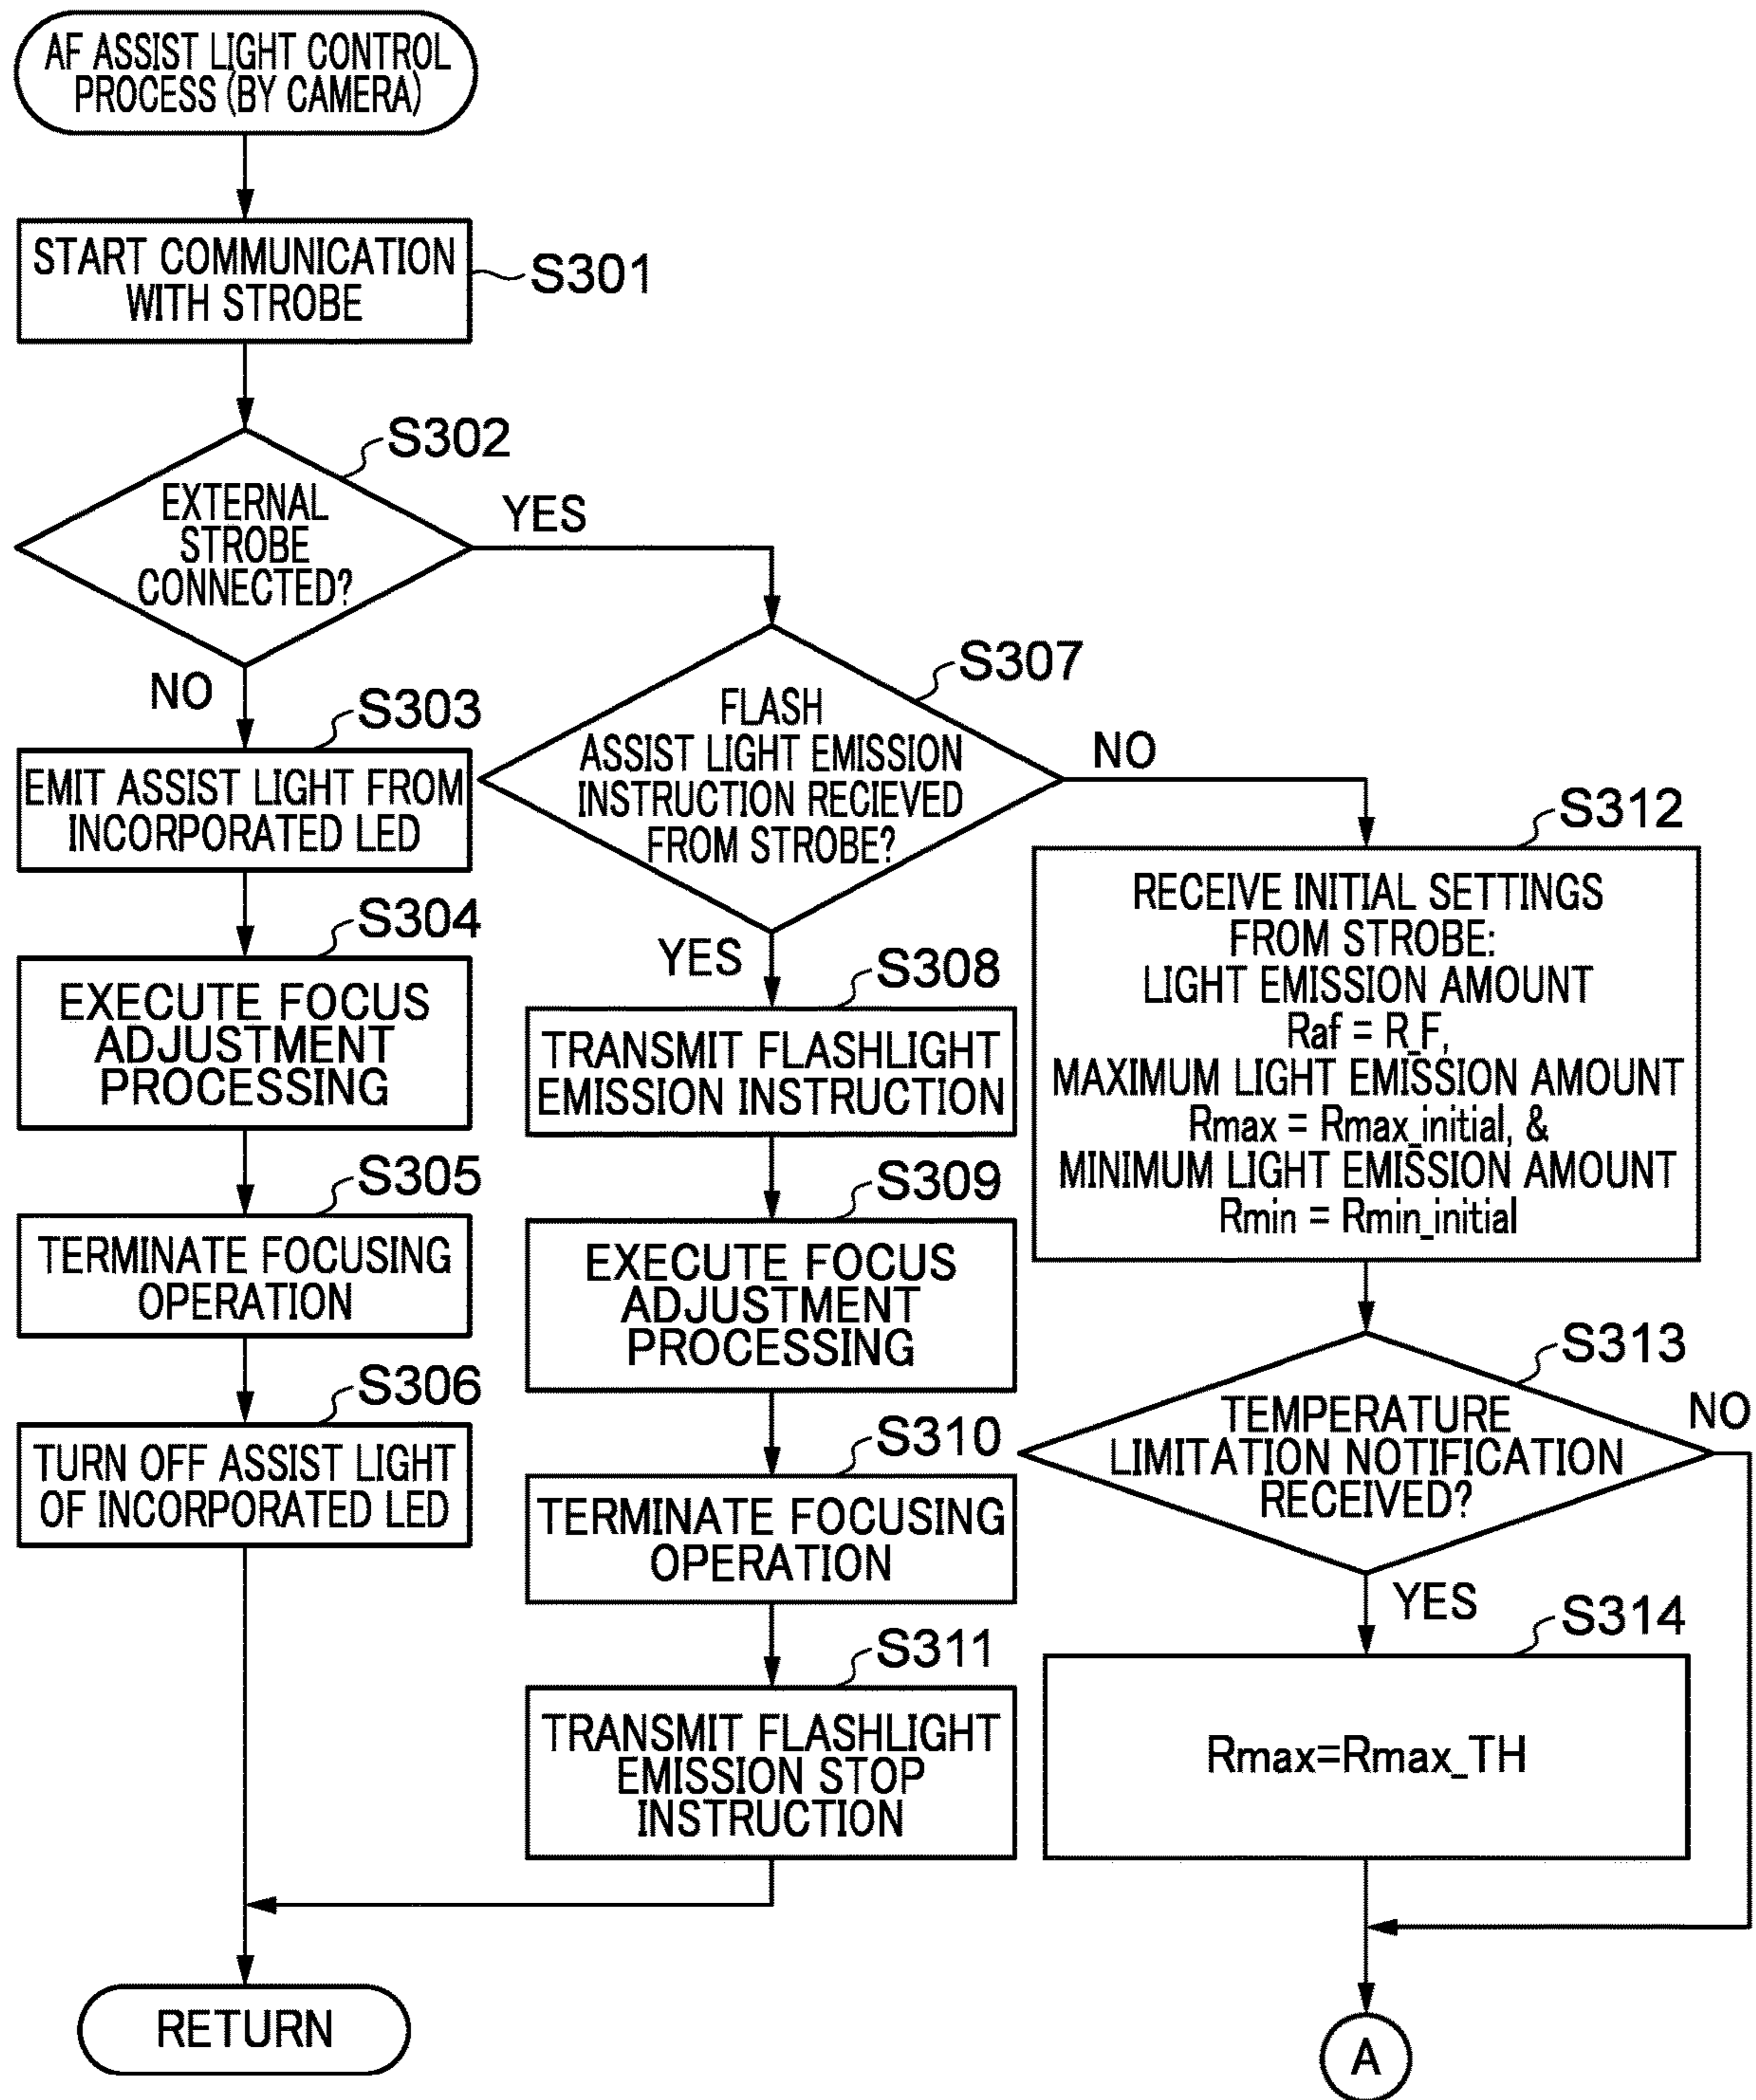 AF ASSIST LIGHT CONTROL
PROCESS (BY CAMERA)
START COMMUNICATION
WITH STROBE
S301
S302
EXTERNAL
STROBE
CONNECTED?
YES
NO
S303
EMIT ASSIST LIGHT FROM
INCORPORATED LED
S304
EXECUTE FOCUS
ADJUSTMENT
PROCESSING
S305
TERMINATE FOCUSING
OPERATION
S306
TURN OFF ASSIST LIGHT
OF INCORPORATED LED
RETURN
S307
FLASH
ASSIST LIGHT EMISSION
INSTRUCTION RECIEVED
FROM STROBE?
NO
YES
S308
TRANSMIT FLASHLIGHT
EMISSION INSTRUCTION
S309
EXECUTE FOCUS
ADJUSTMENT
PROCESSING
S310
TERMINATE FOCUSING
OPERATION
S311
TRANSMIT FLASHLIGHT
EMISSION STOP
INSTRUCTION
S312
RECEIVE INITIAL SETTINGS
FROM STROBE:
LIGHT EMISSION AMOUNT
Raf = R_F,
MAXIMUM LIGHT EMISSION AMOUNT
Rmax = Rmax_initial, &
MINIMUM LIGHT EMISSION AMOUNT
Rmin = Rmin_initial
S313
TEMPERATURE
LIMITATION NOTIFICATION
RECEIVED?
NO
YES
S314
Rmax=Rmax_TH
A